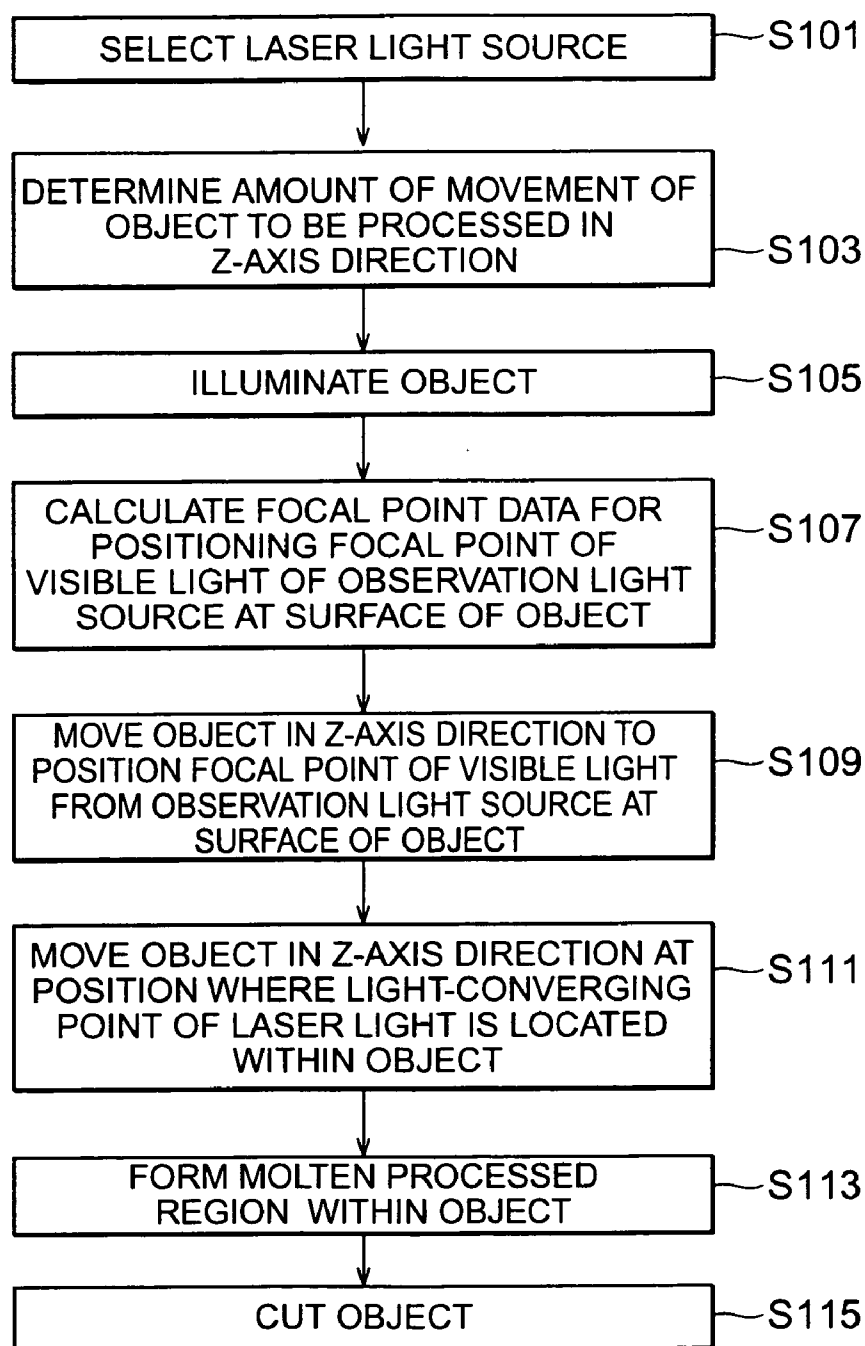 SELECT LASER LIGHT SOURCE
S101
DETERMINE AMOUNT OF MOVEMENT OF
OBJECT TO BE PROCESSED IN
Z-AXIS DIRECTION
S103
ILLUMINATE OBJECT
S105
CALCULATE FOCAL POINT DATA FOR
POSITIONING FOCAL POINT OF
VISIBLE LIGHT OF OBSERVATION LIGHT
SOURCE AT SURFACE OF OBJECT
S107
MOVE OBJECT IN Z-AXIS DIRECTION TO
POSITION FOCAL POINT OF VISIBLE LIGHT
FROM OBSERVATION LIGHT SOURCE AT
SURFACE OF OBJECT
S109
MOVE OBJECT IN Z-AXIS DIRECTION AT
POSITION WHERE LIGHT-CONVERGING
POINT OF LASER LIGHT IS LOCATED
WITHIN OBJECT
S111
FORM MOLTEN PROCESSED
REGION WITHIN OBJECT
S113
CUT OBJECT
S115